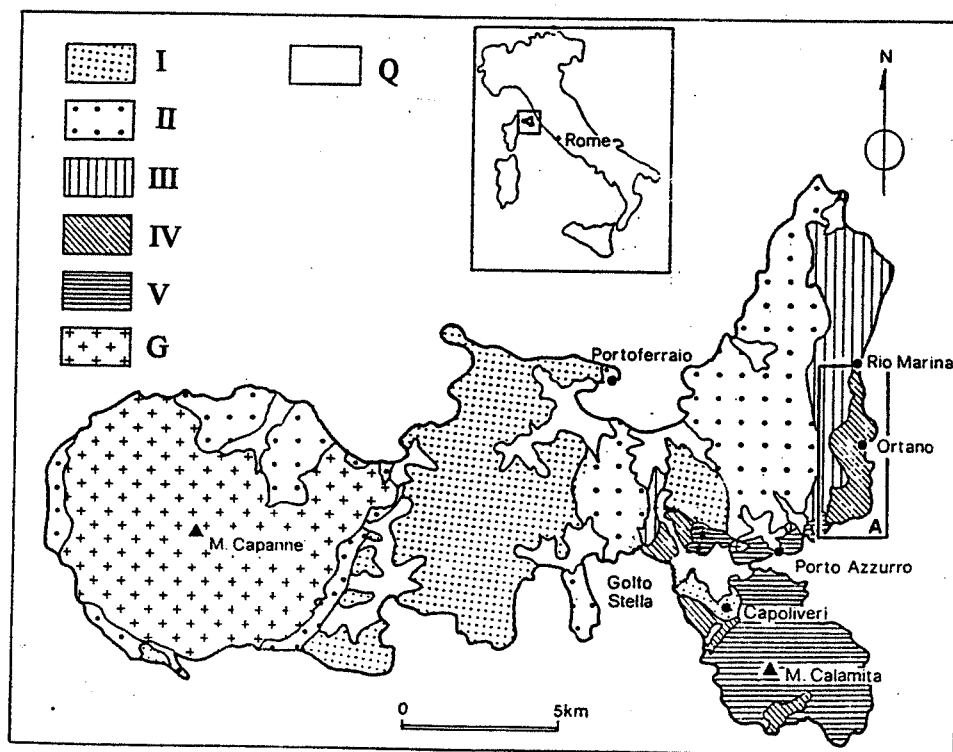 I
II
III
IV
V
G
Q
Rome
N
Portoferraio
Rio Marina
Ortano
A
M. Capanne
Golfo
Stella
Porto Azzurro
Capoliveri
M. Calamita
0
5km